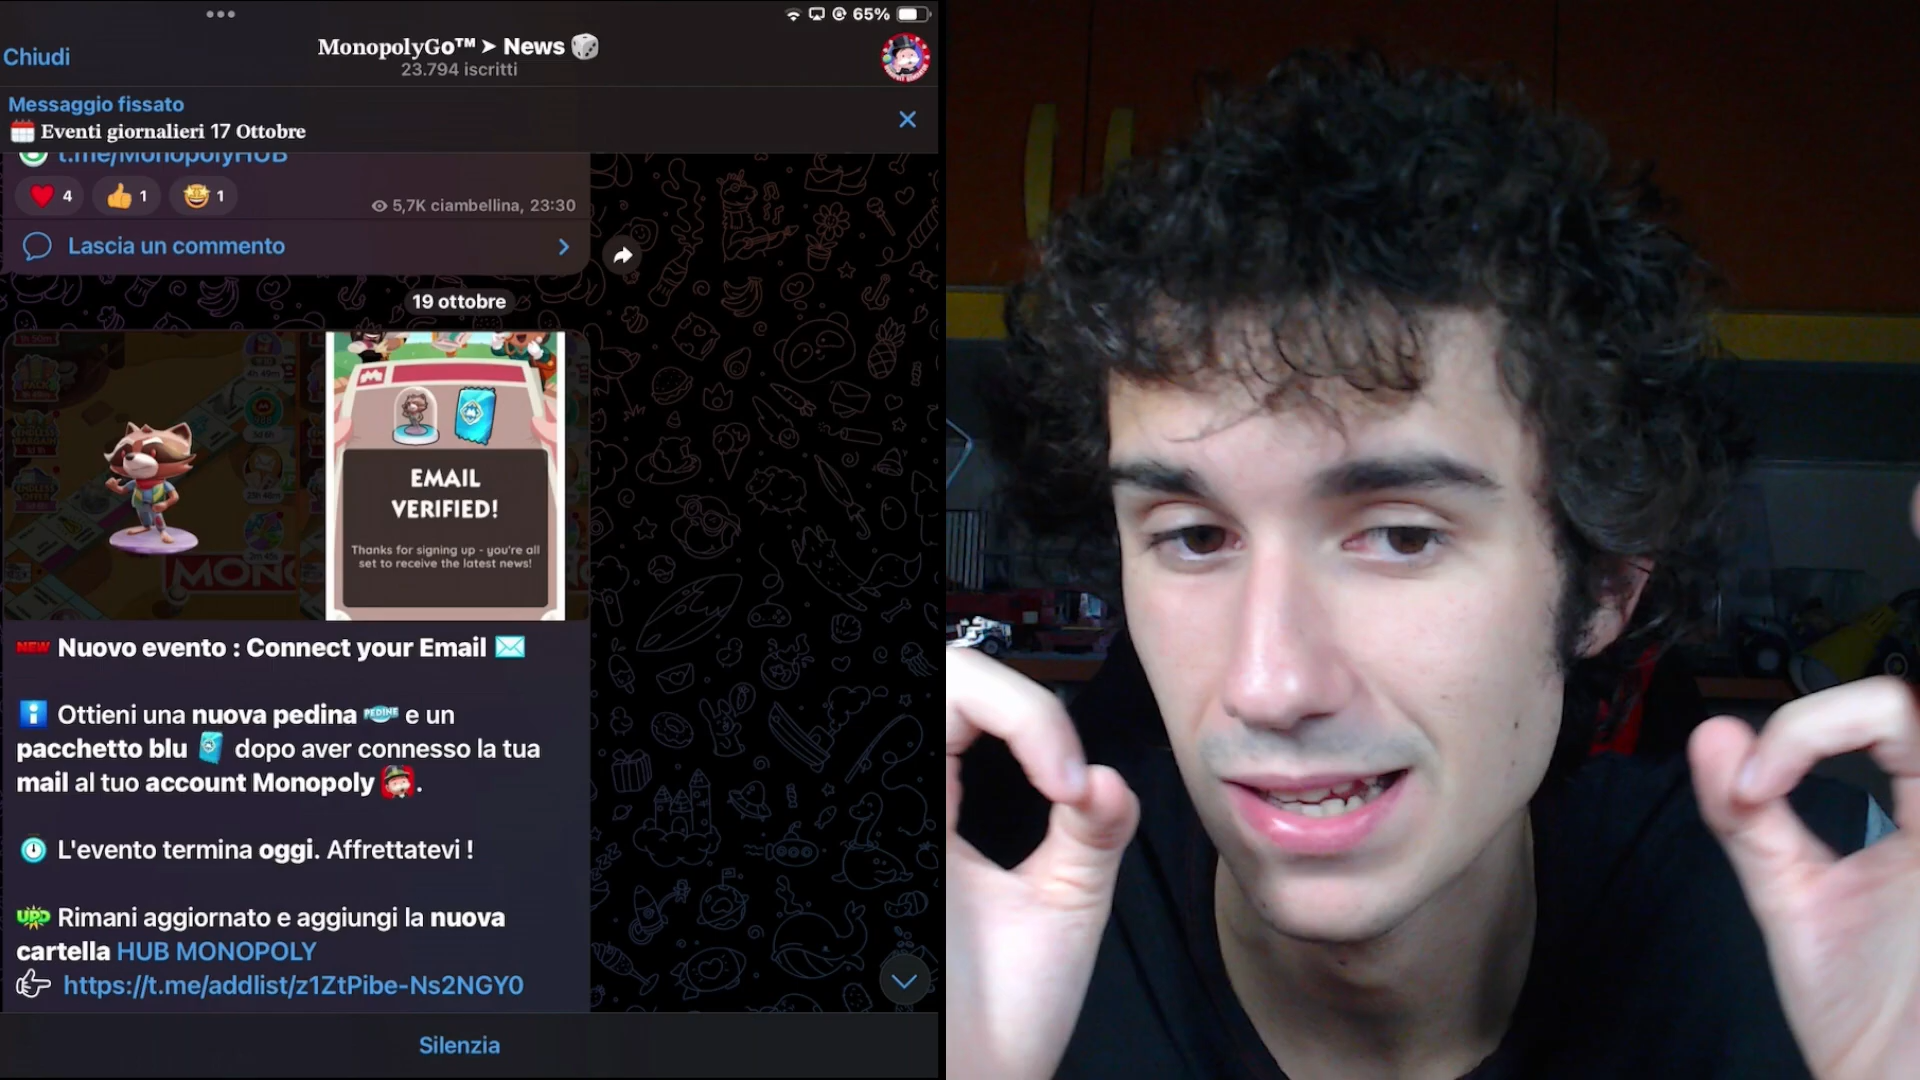 65%
Chiudi
MonopolyGo™ ➤ News
23.794 iscritti
Messaggio fissato
Eventi giornalieri 17 Ottobre
t.me/MonopolyHUB
4
1
1
5,7K ciambellina, 23:30
Lascia un commento
19 ottobre
EMAIL
VERIFIED!
Thanks for signing up - you're all
set to receive the latest news!
NEW Nuovo evento : Connect your Email
Ottieni una nuova pedina PEDINE e un
pacchetto blu dopo aver connesso la tua
mail al tuo account Monopoly .
L'evento termina oggi. Affrettatevi !
UPD Rimani aggiornato e aggiungi la nuova
cartella HUB MONOPOLY
https://t.me/addlist/z1ZtPibe-Ns2NGY0
Silenzia